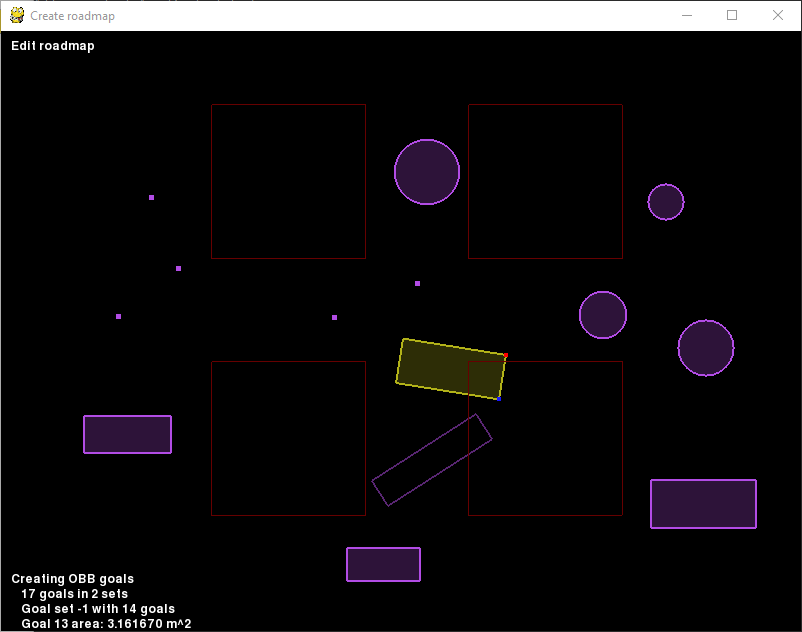 Create roadmap
Edit roadmap
Creating OBB goals
17 goals in 2 sets
Goal set -1 with 14 goals
Goal 13 area: 3.161670 m^2